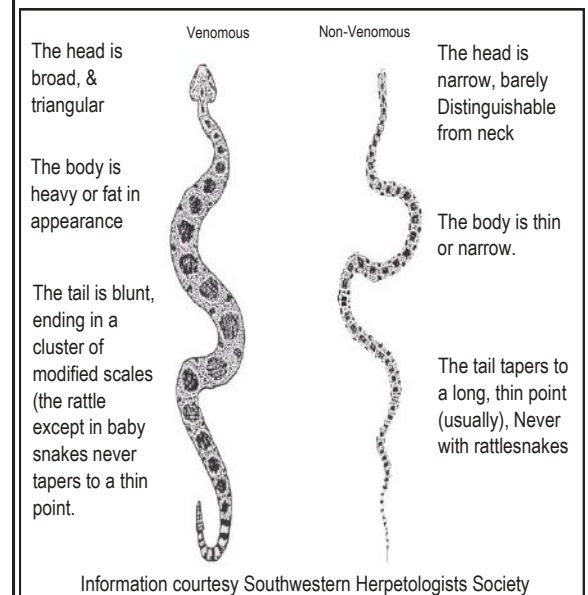 Venomous
Non-Venomous
The head is
broad, &
triangular
The body is
heavy or fat in
appearance
The tail is blunt,
ending in a
cluster of
modified scales
(the rattle
except in baby
snakes never
tapers to a thin
point.
The head is
narrow, barely
Distinguishable
from neck
The body is thin
or narrow.
The tail tapers to
a long, thin point
(usually), Never
with rattlesnakes
Information courtesy Southwestern Herpetologists Society